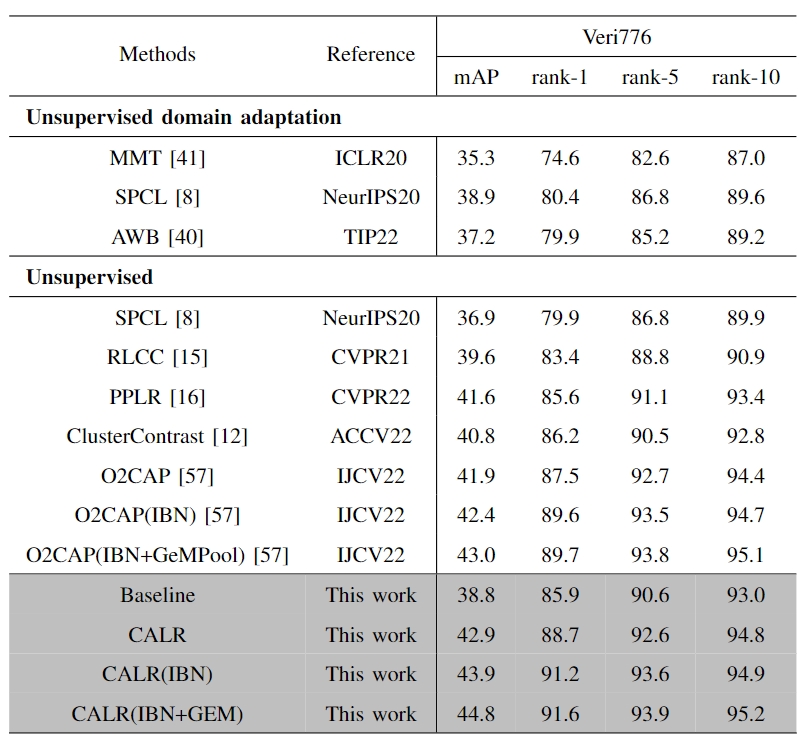 Methods Reference Veri776
mAP rank-1 rank-5 rank-10
Unsupervised domain adaptation
MMT [41] ICLR20 35.3 74.6 82.6 87.0
SPCL [8] NeurIPS20 38.9 80.4 86.8 89.6
AWB [40] TIP22 37.2 79.9 85.2 89.2
Unsupervised
SPCL [8] NeurIPS20 36.9 79.9 86.8 89.9
RLCC [15] CVPR21 39.6 83.4 88.8 90.9
PPLR [16] CVPR22 41.6 85.6 91.1 93.4
ClusterContrast [12] ACCV22 40.8 86.2 90.5 92.8
O2CAP [57] IJCV22 41.9 87.5 92.7 94.4
O2CAP(IBN) [57] IJCV22 42.4 89.6 93.5 94.7
O2CAP(IBN+GeMPool) [57] IJCV22 43.0 89.7 93.8 95.1
Baseline This work 38.8 85.9 90.6 93.0
CALR This work 42.9 88.7 92.6 94.8
CALR(IBN) This work 43.9 91.2 93.6 94.9
CALR(IBN+GEM) This work 44.8 91.6 93.9 95.2